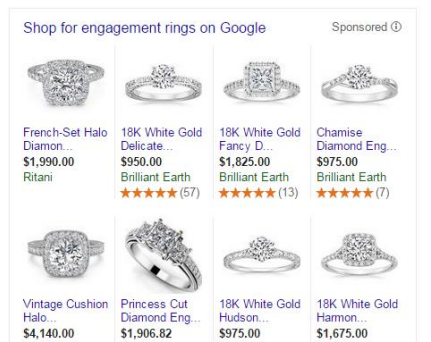 Shop for engagement rings on Google
Sponsored
French-Set Halo
Diamon...
$1,990.00
Ritani
18K White Gold
Delicate...
$950.00
Brilliant Earth
(57)
18K White Gold
Fancy D...
$1,825.00
Brilliant Earth
(13)
Chamise
Diamond Eng...
$975.00
Brilliant Earth
(7)
Vintage Cushion
Halo...
$4,140.00
Princess Cut
Diamond Eng...
$1,906.82
18K White Gold
Hudson...
$975.00
18K White Gold
Harmon...
$1,675.00